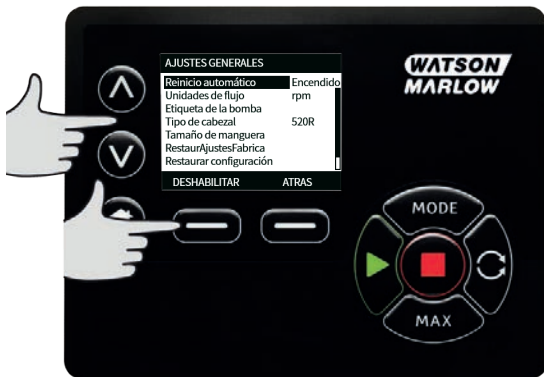 AJUSTES GENERALES
Reinicio automático Encendido
Unidades de flujo rpm
Etiqueta de la bomba
Tipo de cabezal 520R
Tamaño de manguera
RestaurAjustesFabrica
Restaurar configuración
DESHABILITAR ATRAS
WATSON
MARLOW
MODE
MAX